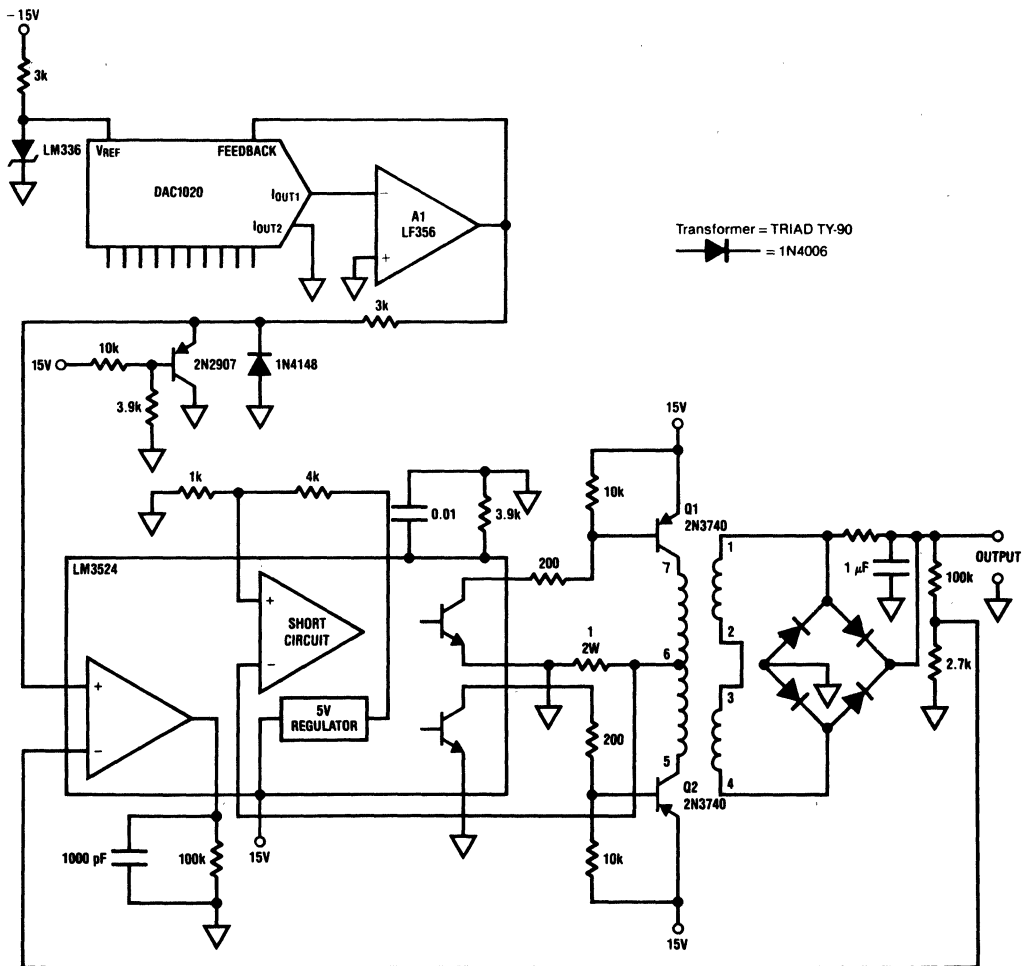 – 15V
3k
LM336
VREF
FEEDBACK
DAC1020
IOUT1
IOUT2
–
A1
LF356
+
Transformer = TRIAD TY-90
= 1N4006
3k
15V
10k
2N2907
1N4148
3.9k
15V
1k
4k
10k
Q1
2N3740
0.01
3.9k
LM3524
200
7
1
1 µF
100k
OUTPUT
+
SHORT
CIRCUIT
–
1
2W
6
2
2.7k
+
5V
REGULATOR
3
–
200
5
4
Q2
2N3740
1000 pF
100k
15V
10k
15V